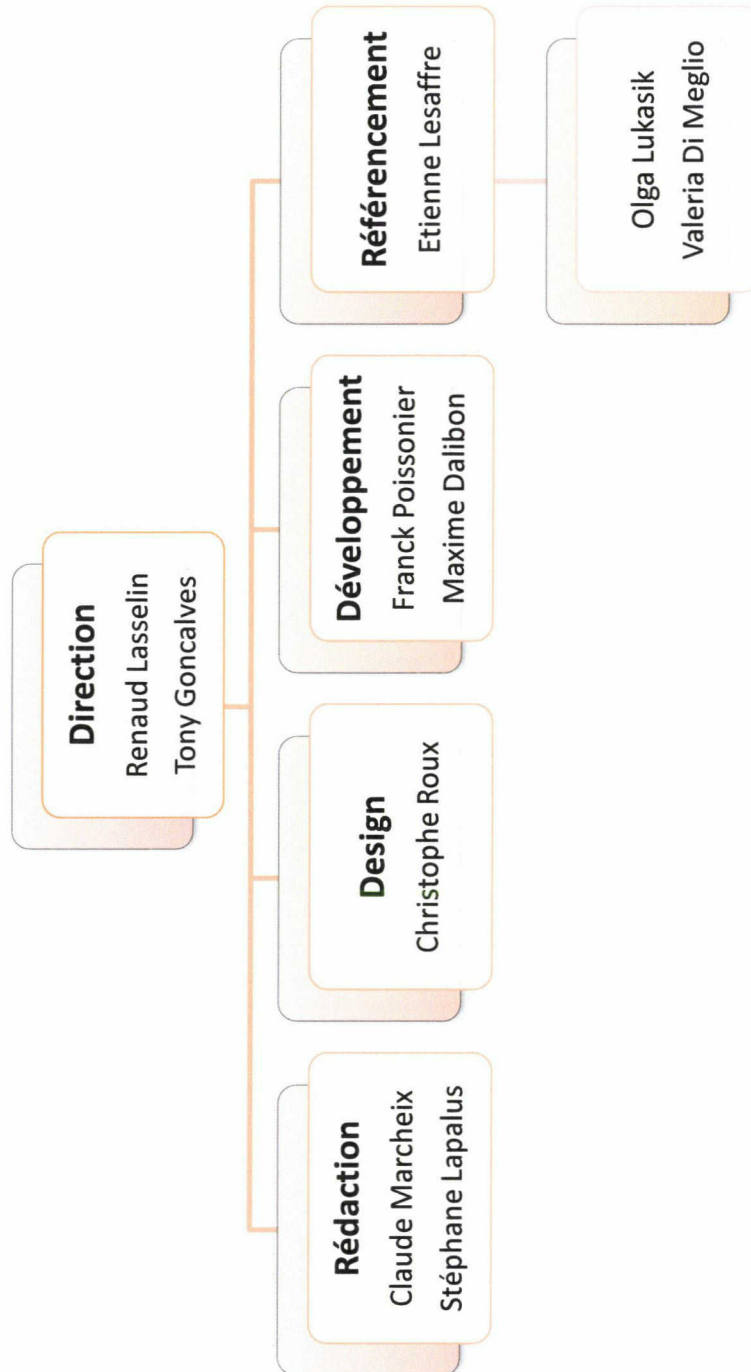 Direction
Renaud Lasselin
Tony Goncalves
Rédaction
Claude Marcheix
Stéphane Lapalus
Design
Christophe Roux
Développement
Franck Poissonier
Maxime Dalibon
Référencement
Etienne Lesaffre
Olga Lukasik
Valeria Di Meglio